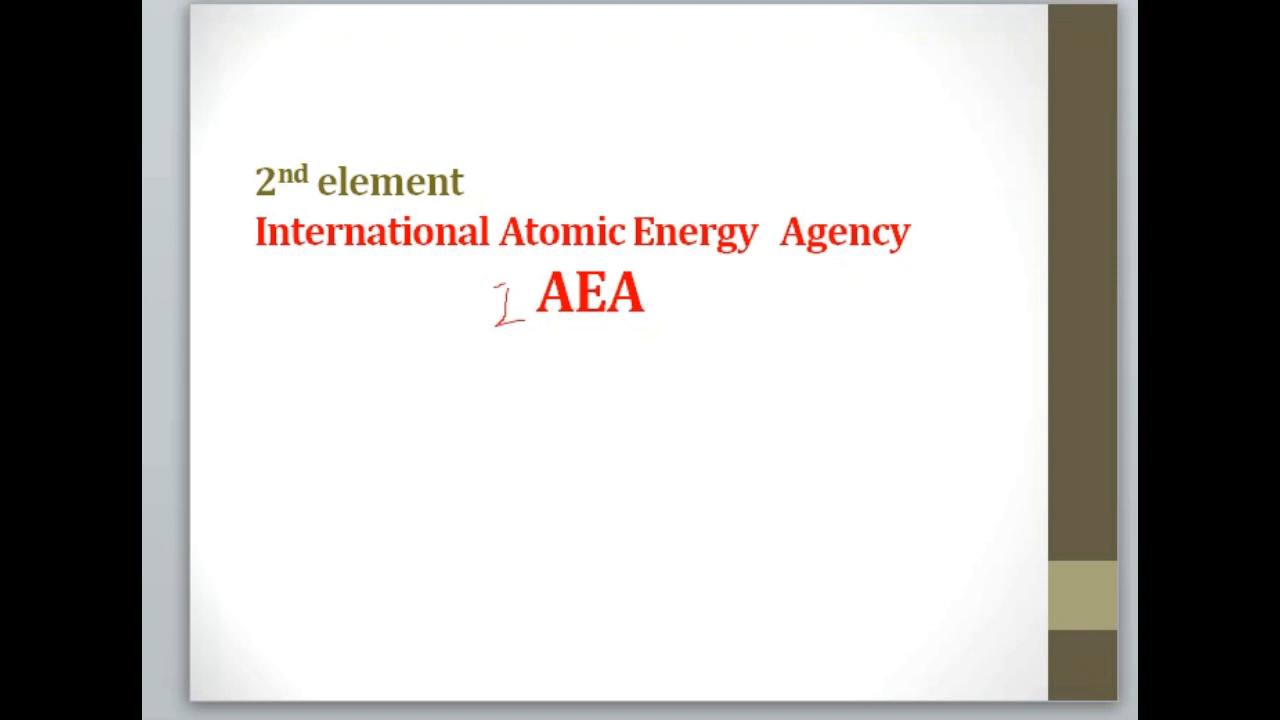 2nd element
International Atomic Energy Agency
I AEA